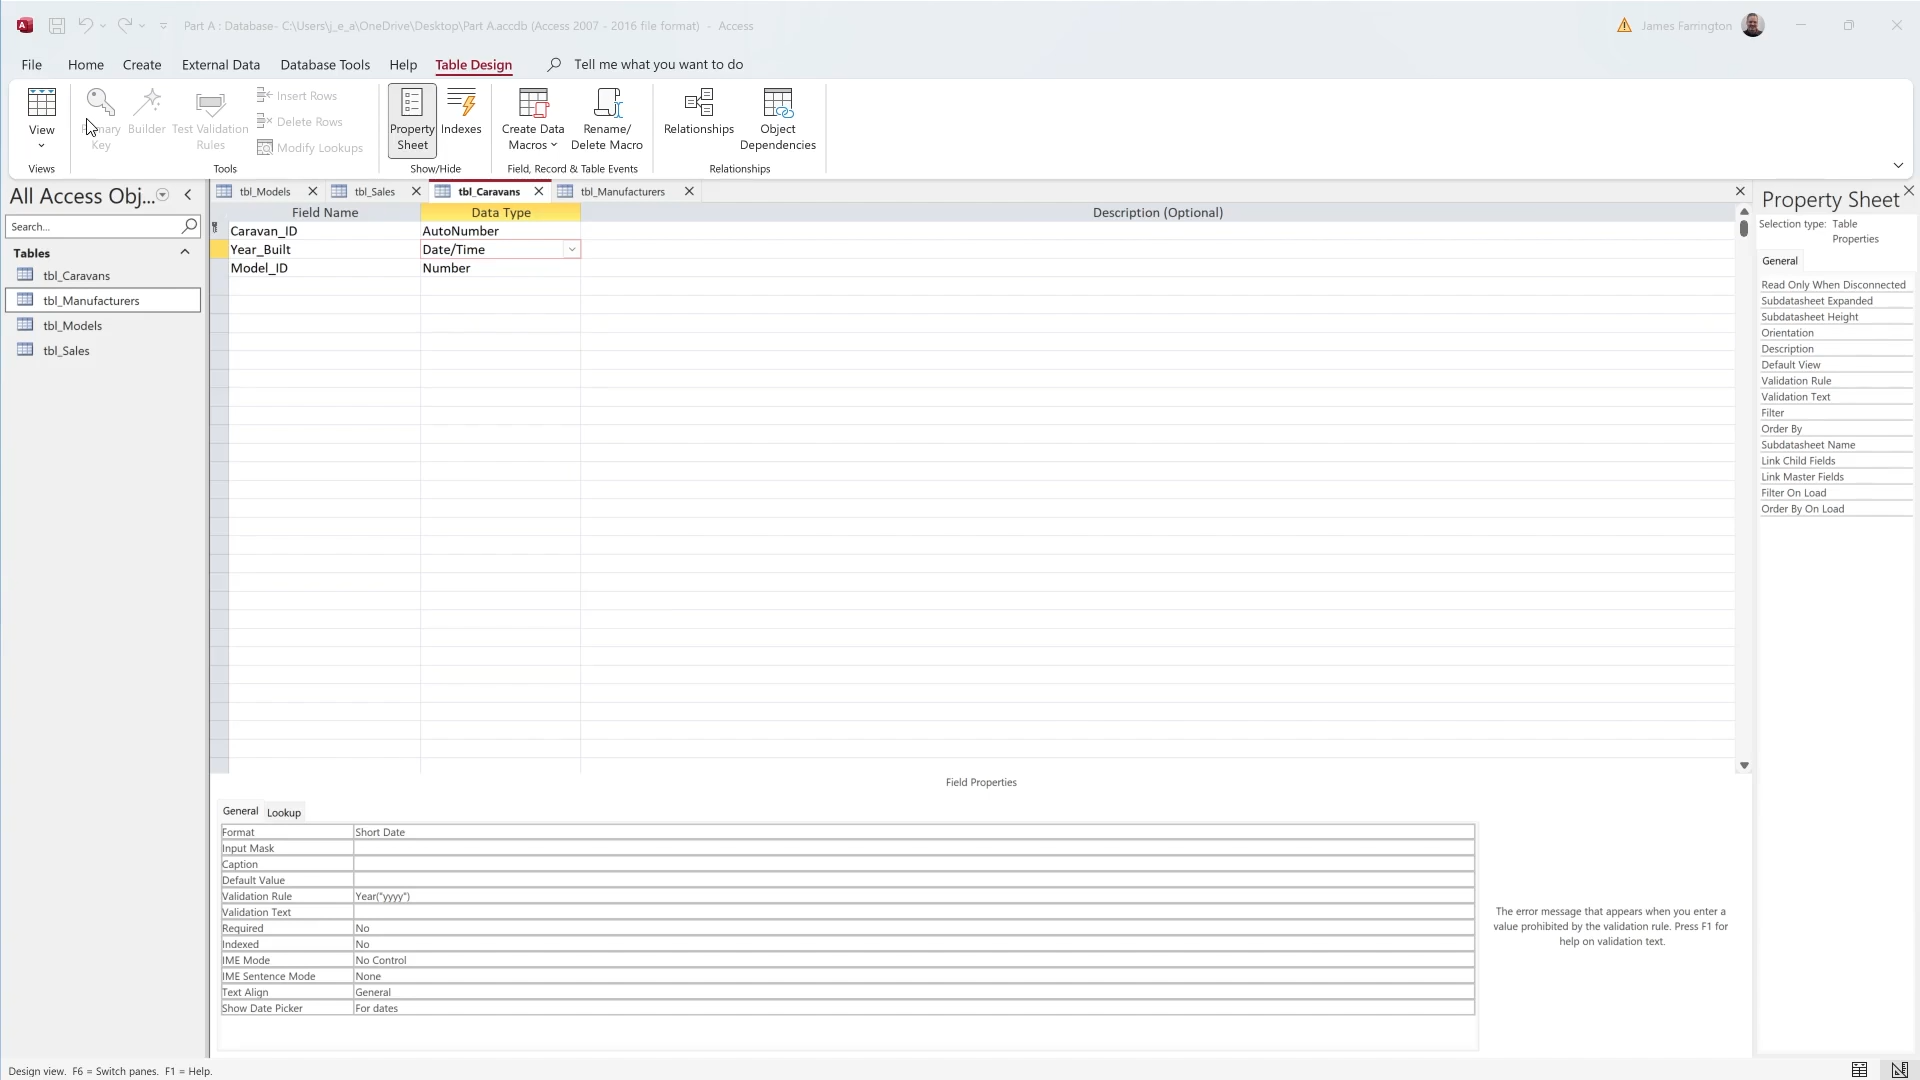 Part A : Database- C:\Users\j_e_a\OneDrive\Desktop\Part A.accdb (Access 2007 - 2016 file format) - Access
James Farrington
File
Home
Create
External Data
Database Tools
Help
Table Design
Tell me what you want to do
View
Primary
Key
Builder
Test Validation
Rules
Insert Rows
Delete Rows
Modify Lookups
Property
Sheet
Indexes
Create Data
Macros
Rename/
Delete Macro
Relationships
Object
Dependencies
Views
Tools
Show/Hide
Field, Record & Table Events
Relationships
All Access Obj...
Search...
Tables
tbl_Caravans
tbl_Manufacturers
tbl_Models
tbl_Sales
tbl_Models
tbl_Sales
tbl_Caravans
tbl_Manufacturers
Field Name
Data Type
Description (Optional)
Caravan_ID
AutoNumber
Year_Built
Date/Time
Model_ID
Number
Field Properties
General
Lookup
Format
Short Date
Input Mask
Caption
Default Value
Validation Rule
Year("yyyy")
Validation Text
Required
No
Indexed
No
IME Mode
No Control
IME Sentence Mode
None
Text Align
General
Show Date Picker
For dates
The error message that appears when you enter a
value prohibited by the validation rule. Press F1 for
help on validation text.
Property Sheet
Selection type: Table
Properties
General
Read Only When Disconnected
Subdatasheet Expanded
Subdatasheet Height
Orientation
Description
Default View
Validation Rule
Validation Text
Filter
Order By
Subdatasheet Name
Link Child Fields
Link Master Fields
Filter On Load
Order By On Load
Design view. F6 = Switch panes. F1 = Help.